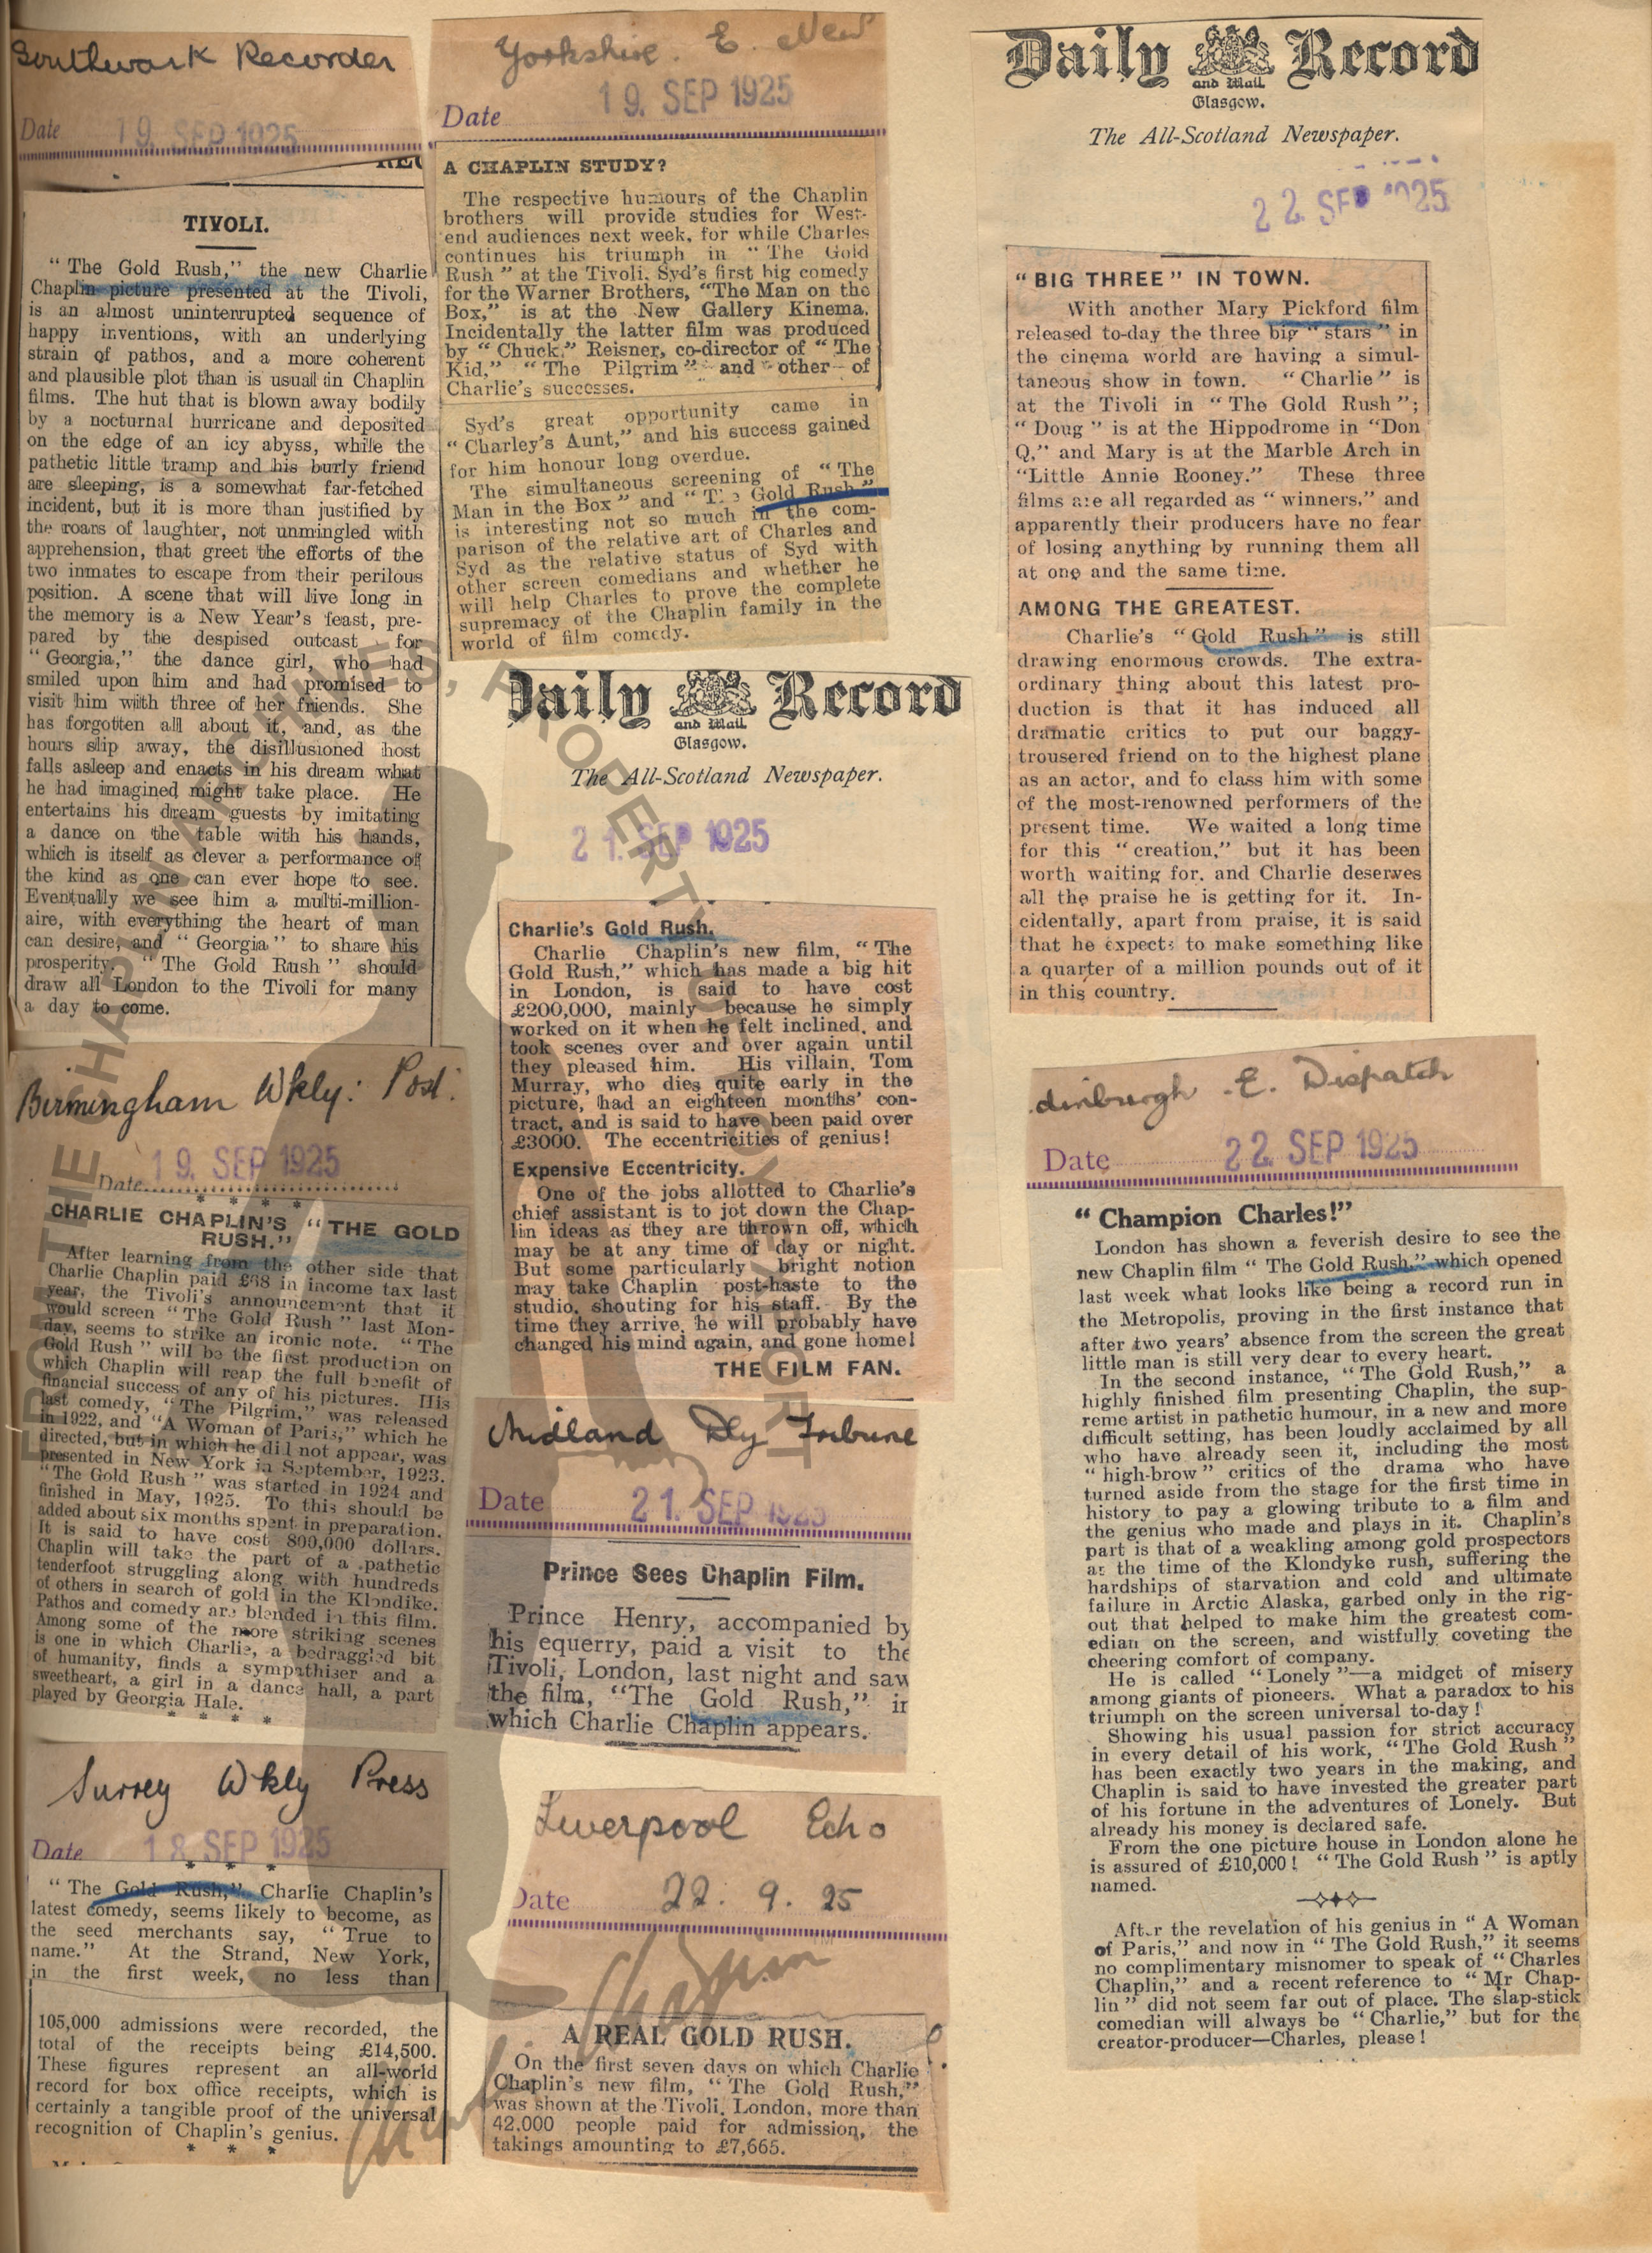 Southwark Recorder
Date 19. SEP 1925
TIVOLI.
“The Gold Rush,” the new Charlie
Chaplin picture presented at the Tivoli,
is an almost uninterrupted sequence of
happy inventions, with an underlying
strain of pathos, and a more coherent
and plausible plot than is usual in Chaplin
films. The hut that is blown away bodily
by a nocturnal hurricane and deposited
on the edge of an icy abyss, while the
pathetic little tramp and his burly friend
are sleeping, is a somewhat far-fetched
incident, but it is more than justified by
the roars of laughter, not unmingled with
apprehension, that greet the efforts of the
two inmates to escape from their perilous
position. A scene that will live long in
the memory is a New Year's feast, pre-
pared by the despised outcast for
“Georgia,” the dance girl, who had
smiled upon him and had promised to
visit him with three of her friends. She
has forgotten all about it, and, as the
hours slip away, the disillusioned host
falls asleep and enacts in his dream what
he had imagined might take place. He
entertains his dream guests by imitating
a dance on the table with his hands,
which is itself as clever a performance of
the kind as one can ever hope to see.
Eventually we see him a multi-million-
aire, with everything the heart of man
can desire, and “Georgia” to share his
prosperity. “The Gold Rush” should
draw all London to the Tivoli for many
a day to come.
Birmingham Wkly: Post.
Date 19. SEP 1925
* * * *
CHARLIE CHAPLIN'S “THE GOLD
RUSH.”
After learning from the other side that
Charlie Chaplin paid £68 in income tax last
year, the Tivoli's announcement that it
would screen “The Gold Rush” last Mon-
day, seems to strike an ironic note. “The
Gold Rush” will be the first production on
which Chaplin will reap the full benefit of
financial success of any of his pictures. His
last comedy, “The Pilgrim,” was released
in 1922, and “A Woman of Paris,” which he
directed, but in which he did not appear, was
presented in New York in September, 1923.
“The Gold Rush” was started in 1924 and
finished in May, 1925. To this should be
added about six months spent in preparation.
It is said to have cost 800,000 dollars.
Chaplin will take the part of a pathetic
tenderfoot struggling along with hundreds
of others in search of gold in the Klondike.
Pathos and comedy are blended in this film.
Among some of the more striking scenes
is one in which Charlie, a bedraggled bit
of humanity, finds a sympathiser and a
sweetheart, a girl in a dance hall, a part
played by Georgia Hale.
* * * *
Surrey Wkly Press
Date 18 SEP 1925
* * *
“The Gold Rush,” Charlie Chaplin's
latest comedy, seems likely to become, as
the seed merchants say, “True to
name.” At the Strand, New York,
in the first week, no less than
105,000 admissions were recorded, the
total of the receipts being £14,500.
These figures represent an all-world
record for box office receipts, which is
certainly a tangible proof of the universal
recognition of Chaplin's genius.
* * *
Yorkshire. E. New
Date 19. SEP 1925
A CHAPLIN STUDY?
The respective humours of the Chaplin
brothers will provide studies for West-
end audiences next week, for while Charles
continues his triumph in “The Gold
Rush” at the Tivoli, Syd's first big comedy
for the Warner Brothers, “The Man on the
Box,” is at the New Gallery Kinema.
Incidentally the latter film was produced
by “Chuck” Reisner, co-director of “The
Kid,” “The Pilgrim” and other of
Charlie's successes.
Syd's great opportunity came in
“Charley's Aunt,” and his success gained
for him honour long overdue.
The simultaneous screening of “The
Man in the Box” and “The Gold Rush”
is interesting not so much in the com-
parison of the relative art of Charles and
Syd as the relative status of Syd with
other screen comedians and whether he
will help Charles to prove the complete
supremacy of the Chaplin family in the
world of film comedy.
Daily Record
and Mail
Glasgow.
The All-Scotland Newspaper.
21. SEP 1925
Charlie's Gold Rush.
Charlie Chaplin's new film, “The
Gold Rush,” which has made a big hit
in London, is said to have cost
£200,000, mainly because he simply
worked on it when he felt inclined, and
took scenes over and over again until
they pleased him. His villain, Tom
Murray, who dies quite early in the
picture, had an eighteen months' con-
tract, and is said to have been paid over
£3000. The eccentricities of genius!
Expensive Eccentricity.
One of the jobs allotted to Charlie's
chief assistant is to jot down the Chap-
lin ideas as they are thrown off, which
may be at any time of day or night.
But some particularly bright notion
may take Chaplin post-haste to the
studio, shouting for his staff. By the
time they arrive, he will probably have
changed his mind again, and gone home!
THE FILM FAN.
Midland Dly Tribune
Date 21. SEP 1925
Prince Sees Chaplin Film.
Prince Henry, accompanied by
his equerry, paid a visit to the
Tivoli, London, last night and saw
the film, “The Gold Rush,” in
which Charlie Chaplin appears.
Liverpool Echo
Date 22. 9. 25
A REAL GOLD RUSH.
On the first seven days on which Charlie
Chaplin's new film, “The Gold Rush,”
was shown at the Tivoli, London, more than
42,000 people paid for admission, the
takings amounting to £7,665.
Daily Record
and Mail
Glasgow.
The All-Scotland Newspaper.
22. SEP 1925
“BIG THREE” IN TOWN.
With another Mary Pickford film
released to-day the three big “stars” in
the cinema world are having a simul-
taneous show in town. “Charlie” is
at the Tivoli in “The Gold Rush”;
“Doug” is at the Hippodrome in “Don
Q,” and Mary is at the Marble Arch in
“Little Annie Rooney.” These three
films are all regarded as “winners,” and
apparently their producers have no fear
of losing anything by running them all
at one and the same time.
AMONG THE GREATEST.
Charlie's “Gold Rush” is still
drawing enormous crowds. The extra-
ordinary thing about this latest pro-
duction is that it has induced all
dramatic critics to put our baggy-
trousered friend on to the highest plane
as an actor, and to class him with some
of the most-renowned performers of the
present time. We waited a long time
for this “creation,” but it has been
worth waiting for, and Charlie deserves
all the praise he is getting for it. In-
cidentally, apart from praise, it is said
that he expects to make something like
a quarter of a million pounds out of it
in this country.
dinburgh E. Dispatch
Date 22 SEP 1925
“Champion Charles!”
London has shown a feverish desire to see the
new Chaplin film “The Gold Rush,” which opened
last week what looks like being a record run in
the Metropolis, proving in the first instance that
after two years' absence from the screen the great
little man is still very dear to every heart.
In the second instance, “The Gold Rush,” a
highly finished film presenting Chaplin, the sup-
reme artist in pathetic humour, in a new and more
difficult setting, has been loudly acclaimed by all
who have already seen it, including the most
“high-brow” critics of the drama who have
turned aside from the stage for the first time in
history to pay a glowing tribute to a film and
the genius who made and plays in it. Chaplin's
part is that of a weakling among gold prospectors
at the time of the Klondyke rush, suffering the
hardships of starvation and cold and ultimate
failure in Arctic Alaska, garbed only in the rig-
out that helped to make him the greatest com-
edian on the screen, and wistfully coveting the
cheering comfort of company.
He is called “Lonely”—a midget of misery
among giants of pioneers. What a paradox to his
triumph on the screen universal to-day!
Showing his usual passion for strict accuracy
in every detail of his work, “The Gold Rush”
has been exactly two years in the making, and
Chaplin is said to have invested the greater part
of his fortune in the adventures of Lonely. But
already his money is declared safe.
From the one picture house in London alone he
is assured of £10,000! “The Gold Rush” is aptly
named.
After the revelation of his genius in “A Woman
of Paris,” and now in “The Gold Rush,” it seems
no complimentary misnomer to speak of “Charles
Chaplin,” and a recent reference to “Mr Chap-
lin” did not seem far out of place. The slap-stick
comedian will always be “Charlie,” but for the
creator-producer—Charles, please!
FROM THE CHAPLIN ARCHIVES, PROPERTY OF ROY EXPORT
Charlie Chaplin